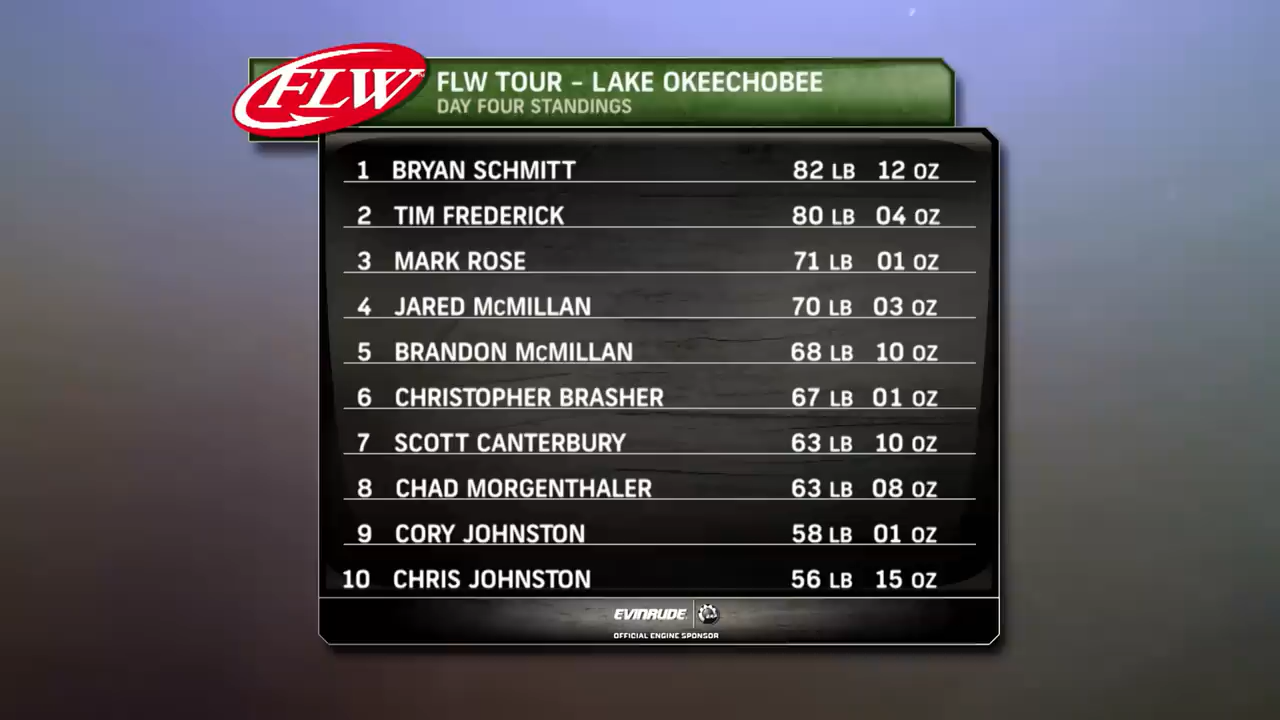 FLW
FLW TOUR - LAKE OKEECHOBEE
DAY FOUR STANDINGS
1 BRYAN SCHMITT 82 LB 12 OZ
2 TIM FREDERICK 80 LB 04 OZ
3 MARK ROSE 71 LB 01 OZ
4 JARED McMILLAN 70 LB 03 OZ
5 BRANDON McMILLAN 68 LB 10 OZ
6 CHRISTOPHER BRASHER 67 LB 01 OZ
7 SCOTT CANTERBURY 63 LB 10 OZ
8 CHAD MORGENTHALER 63 LB 08 OZ
9 CORY JOHNSTON 58 LB 01 OZ
10 CHRIS JOHNSTON 56 LB 15 OZ
EVINRUDE
OFFICIAL ENGINE SPONSOR